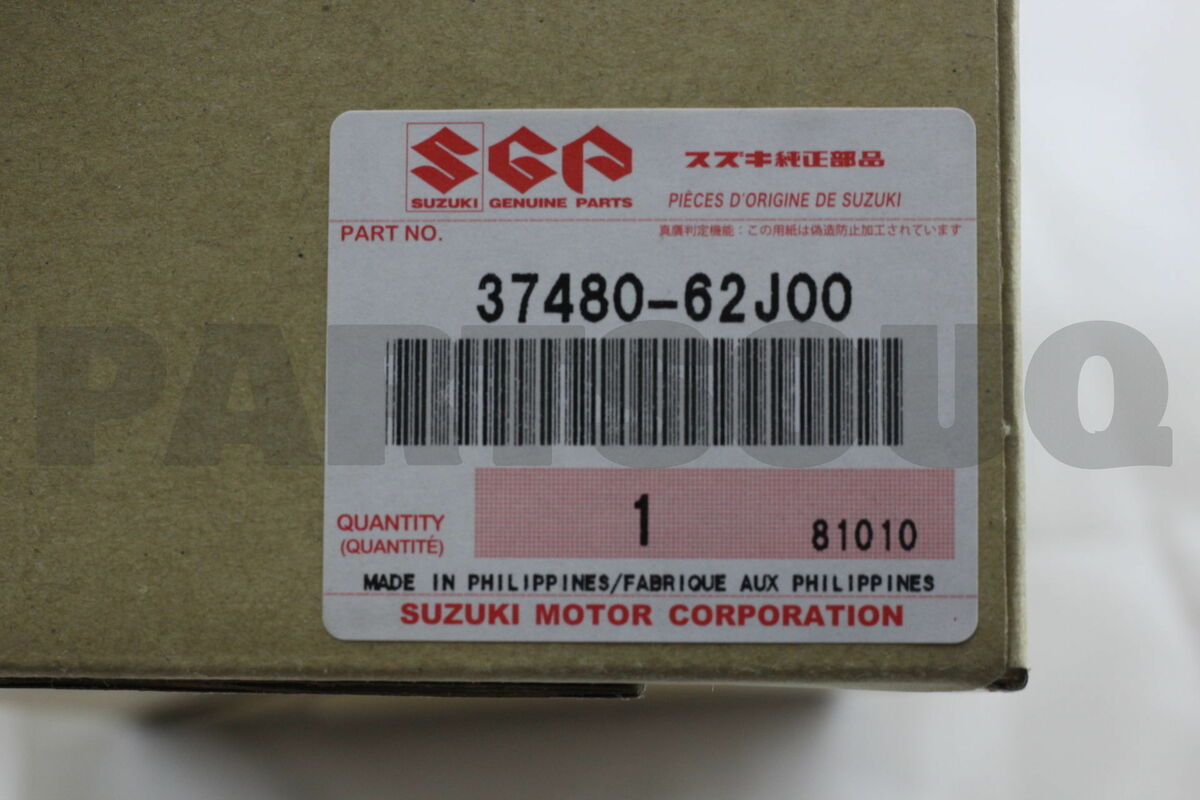 SGP
SUZUKI GENUINE PARTS
スズキ純正部品
PIÈCES D'ORIGINE DE SUZUKI
PART NO.
真贋判定機能：この用紙は偽造防止加工されています
37480-62J00
PARTSOUQ
QUANTITY
(QUANTITÉ)
1
81010
MADE IN PHILIPPINES/FABRIQUE AUX PHILIPPINES
SUZUKI MOTOR CORPORATION